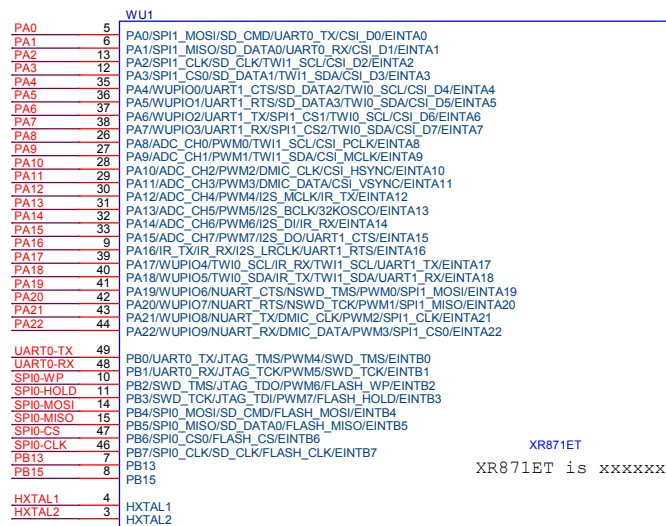 WU1
PA0 5 PA0/SPI1_MOSI/SD_CMD/UART0_TX/CSI_D0/EINTA0
PA1 6 PA1/SPI1_MISO/SD_DATA0/UART0_RX/CSI_D1/EINTA1
PA2 13 PA2/SPI1_CLK/SD_CLK/TWI1_SCL/CSI_D2/EINTA2
PA3 12 PA3/SPI1_CS0/SD_DATA1/TWI1_SDA/CSI_D3/EINTA3
PA4 35 PA4/WUPIO0/UART1_CTS/SD_DATA2/TWI0_SCL/CSI_D4/EINTA4
PA5 36 PA5/WUPIO1/UART1_RTS/SD_DATA3/TWI0_SDA/CSI_D5/EINTA5
PA6 37 PA6/WUPIO2/UART1_TX/SPI1_CS1/TWI0_SCL/CSI_D6/EINTA6
PA7 38 PA7/WUPIO3/UART1_RX/SPI1_CS2/TWI0_SDA/CSI_D7/EINTA7
PA8 26 PA8/ADC_CH0/PWM0/TWI1_SCL/CSI_PCLK/EINTA8
PA9 27 PA9/ADC_CH1/PWM1/TWI1_SDA/CSI_MCLK/EINTA9
PA10 28 PA10/ADC_CH2/PWM2/DMIC_CLK/CSI_HSYNC/EINTA10
PA11 29 PA11/ADC_CH3/PWM3/DMIC_DATA/CSI_VSYNC/EINTA11
PA12 30 PA12/ADC_CH4/PWM4/I2S_MCLK/IR_TX/EINTA12
PA13 31 PA13/ADC_CH5/PWM5/I2S_BCLK/32KOSCO/EINTA13
PA14 32 PA14/ADC_CH6/PWM6/I2S_DI/IR_RX/EINTA14
PA15 33 PA15/ADC_CH7/PWM7/I2S_DO/UART1_CTS/EINTA15
PA16 9 PA16/IR_TX/IR_RX/I2S_LRCLK/UART1_RTS/EINTA16
PA17 39 PA17/WUPIO4/TWI0_SCL/IR_RX/TWI1_SCL/UART1_TX/EINTA17
PA18 40 PA18/WUPIO5/TWI0_SDA/IR_TX/TWI1_SDA/UART1_RX/EINTA18
PA19 41 PA19/WUPIO6/NUART_CTS/NSWD_TMS/PWM0/SPI1_MOSI/EINTA19
PA20 42 PA20/WUPIO7/NUART_RTS/NSWD_TCK/PWM1/SPI1_MISO/EINTA20
PA21 43 PA21/WUPIO8/NUART_TX/DMIC_CLK/PWM2/SPI1_CLK/EINTA21
PA22 44 PA22/WUPIO9/NUART_RX/DMIC_DATA/PWM3/SPI1_CS0/EINTA22
UART0-TX 49 PB0/UART0_TX/JTAG_TMS/PWM4/SWD_TMS/EINTB0
UART0-RX 48 PB1/UART0_RX/JTAG_TCK/PWM5/SWD_TCK/EINTB1
SPI0-WP 10 PB2/SWD_TMS/JTAG_TDO/PWM6/FLASH_WP/EINTB2
SPI0-HOLD 11 PB3/SWD_TCK/JTAG_TDI/PWM7/FLASH_HOLD/EINTB3
SPI0-MOSI 14 PB4/SPI0_MOSI/SD_CMD/FLASH_MOSI/EINTB4
SPI0-MISO 15 PB5/SPI0_MISO/SD_DATA0/FLASH_MISO/EINTB5
SPI0-CS 47 PB6/SPI0_CS0/FLASH_CS/EINTB6
SPI0-CLK 46 PB7/SPI0_CLK/SD_CLK/FLASH_CLK/EINTB7
PB13 7 PB13
PB15 8 PB15
XR871ET
XR871ET is xxxxxx
HXTAL1 4 HXTAL1
HXTAL2 3 HXTAL2